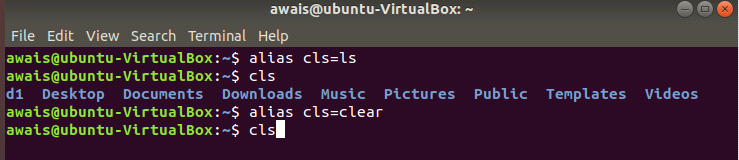 awais@ubuntu-VirtualBox: ~
File Edit View Search Terminal Help
awais@ubuntu-VirtualBox:~$ alias cls=ls
awais@ubuntu-VirtualBox:~$ cls
d1 Desktop Documents Downloads Music Pictures Public Templates Videos
awais@ubuntu-VirtualBox:~$ alias cls=clear
awais@ubuntu-VirtualBox:~$ cls